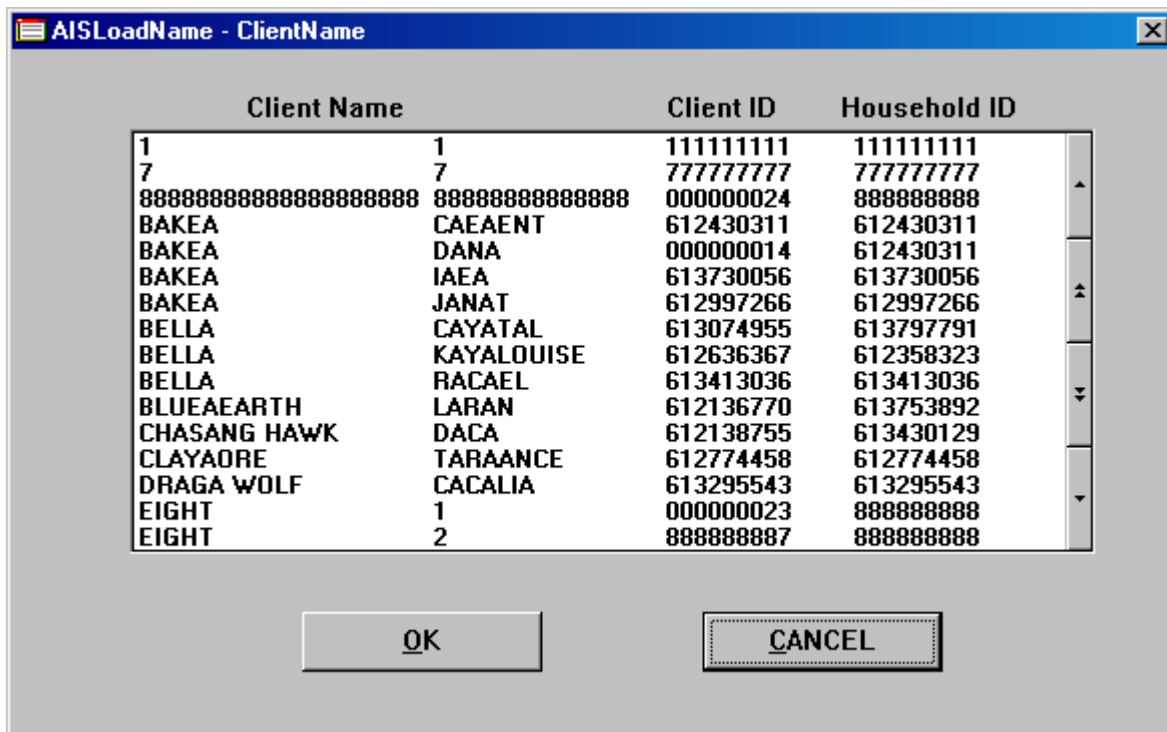 AISLoadName - ClientName
Client Name Client ID Household ID
1 1 111111111 111111111
7 7 777777777 777777777
88888888888888888888 88888888888888 000000024 888888888
BAKEA CAEAENT 612430311 612430311
BAKEA DANA 000000014 612430311
BAKEA IAEA 613730056 613730056
BAKEA JANAT 612997266 612997266
BELLA CAYATAL 613074955 613797791
BELLA KAYALOUISE 612636367 612358323
BELLA RACAEL 613413036 613413036
BLUEAEARTH LARAN 612136770 613753892
CHASANG HAWK DACA 612138755 613430129
CLAYAORE TARAANCE 612774458 612774458
DRAGA WOLF CACALIA 613295543 613295543
EIGHT 1 000000023 888888888
EIGHT 2 888888887 888888888
OK CANCEL